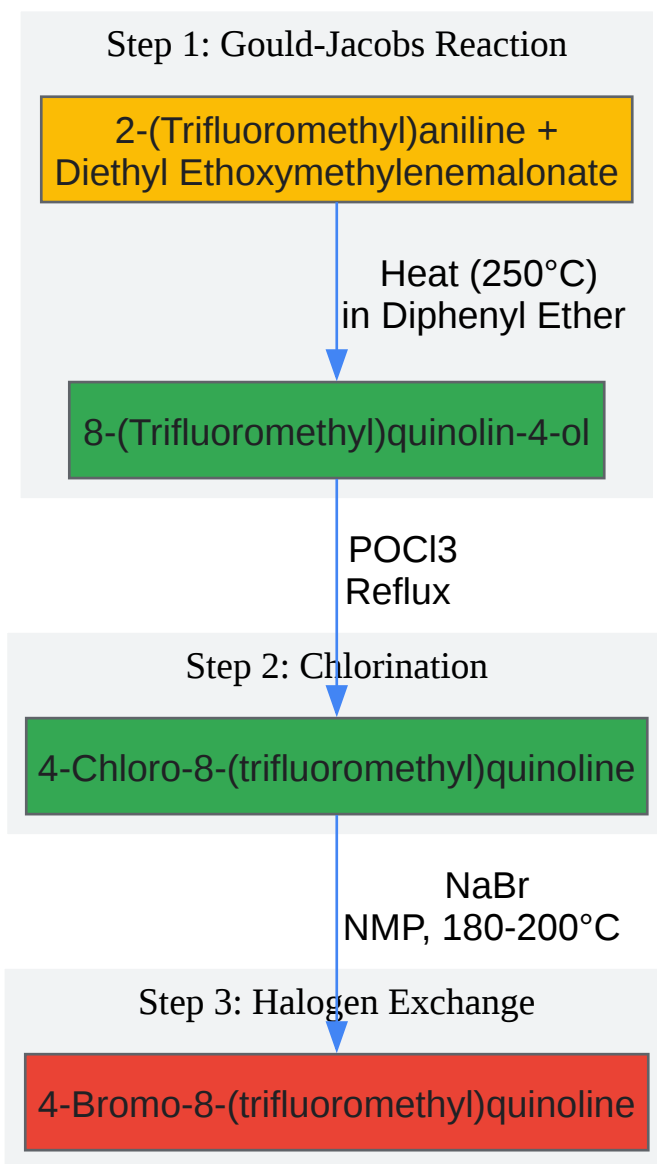 Step 1: Gould-Jacobs Reaction
2-(Trifluoromethyl)aniline +
Diethyl Ethoxymethylenemalonate
Heat (250°C)
in Diphenyl Ether
8-(Trifluoromethyl)quinolin-4-ol
POCl3
Reflux
Step 2: Chlorination
4-Chloro-8-(trifluoromethyl)quinoline
NaBr
NMP, 180-200°C
Step 3: Halogen Exchange
4-Bromo-8-(trifluoromethyl)quinoline